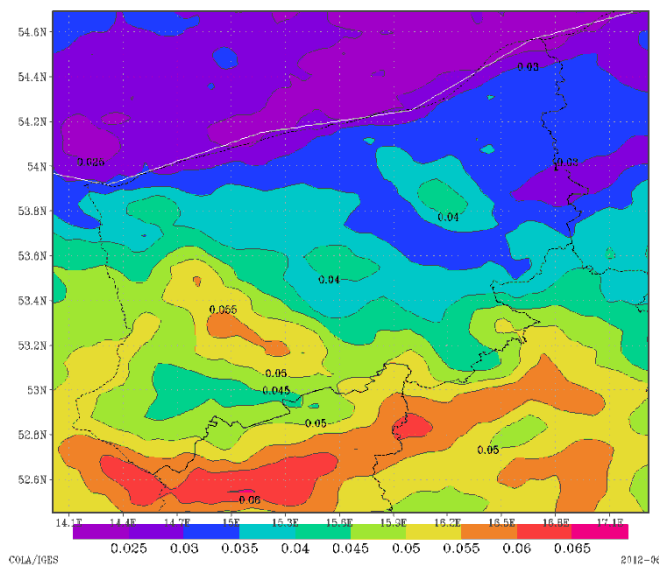 54.6N
54.4N
54.2N
54N
53.8N
53.6N
53.4N
53.2N
53N
52.8N
52.6N
0.03
0.025
0.03
0.04
0.04
0.055
0.05
0.045
0.05
0.05
0.06
14.1E 14.4E 14.7E 15E 15.3E 15.6E 15.9E 16.2E 16.5E 16.8E 17.1E
0.025 0.03 0.035 0.04 0.045 0.05 0.055 0.06 0.065
COLA/IGES 2012-06